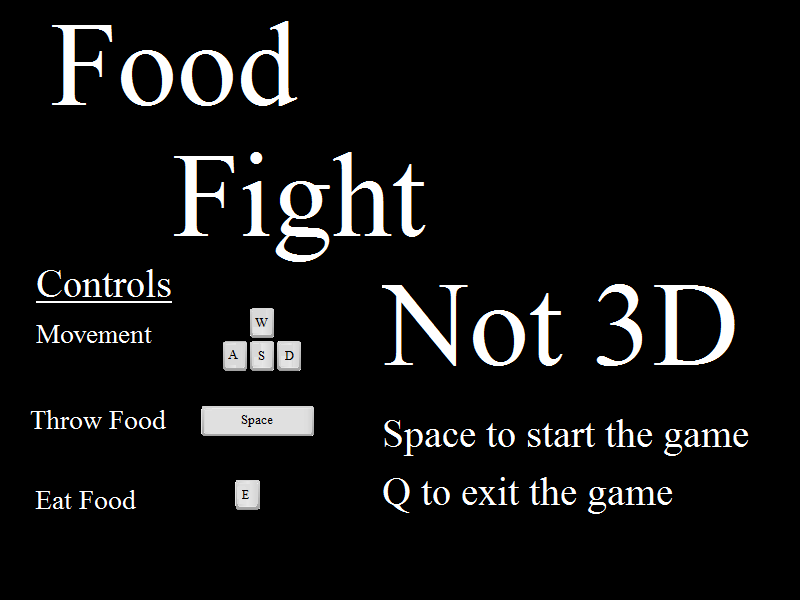 Food
Fight
Not 3D
Controls
Movement
W
A S D
Throw Food
Space
Eat Food
E
Space to start the game
Q to exit the game